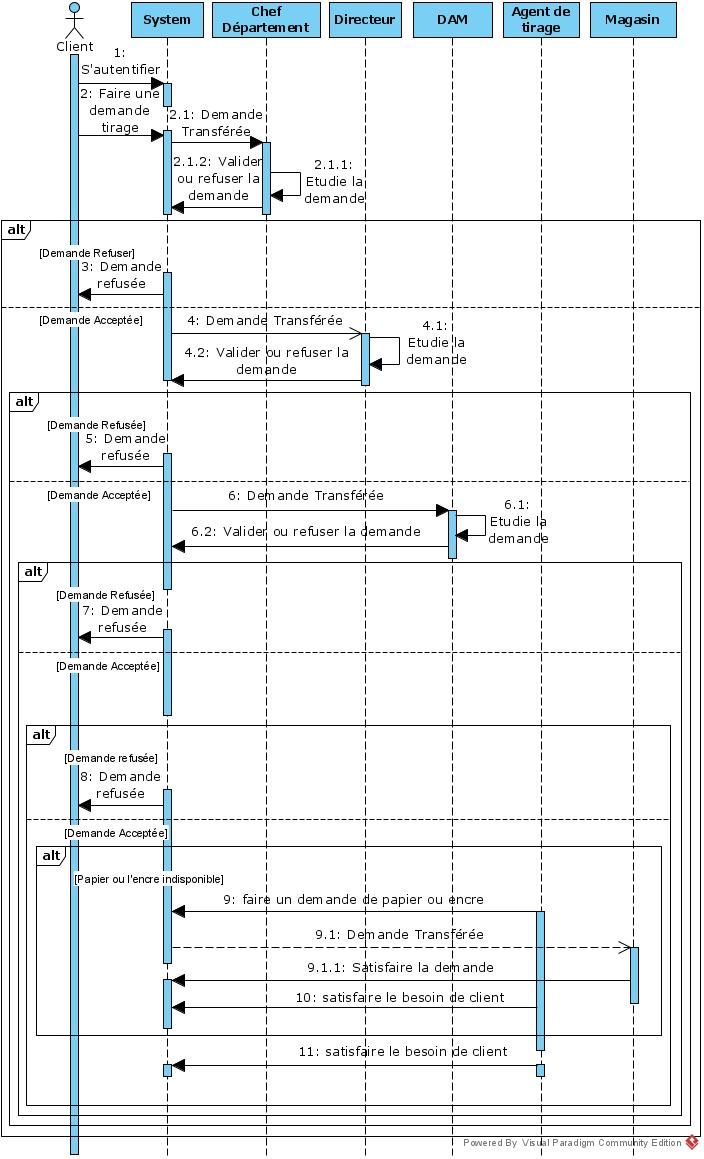 System
Chef
Département
Directeur
DAM
Agent de
tirage
Magasin
Client
1:
S'autentifier
2: Faire une
demande
tirage
2.1: Demande
Transférée
2.1.1:
Etudie la
demande
2.1.2: Valider
ou refuser la
demande
alt
[Demande Refuser]
3: Demande
refusée
[Demande Acceptée]
4: Demande Transférée
4.1:
Etudie la
demande
4.2: Valider ou refuser la
demande
alt
[Demande Refusée]
5: Demande
refusée
[Demande Acceptée]
6: Demande Transférée
6.1:
Etudie la
demande
6.2: Valider ou refuser la demande
alt
[Demande Refusée]
7: Demande
refusée
[Demande Acceptée]
alt
[Demande refusée]
8: Demande
refusée
[Demande Acceptée]
alt
[Papier ou l'encre indisponible]
9: faire un demande de papier ou encre
9.1: Demande Transférée
9.1.1: Satisfaire la demande
10: satisfaire le besoin de client
11: satisfaire le besoin de client
Powered By Visual Paradigm Community Edition